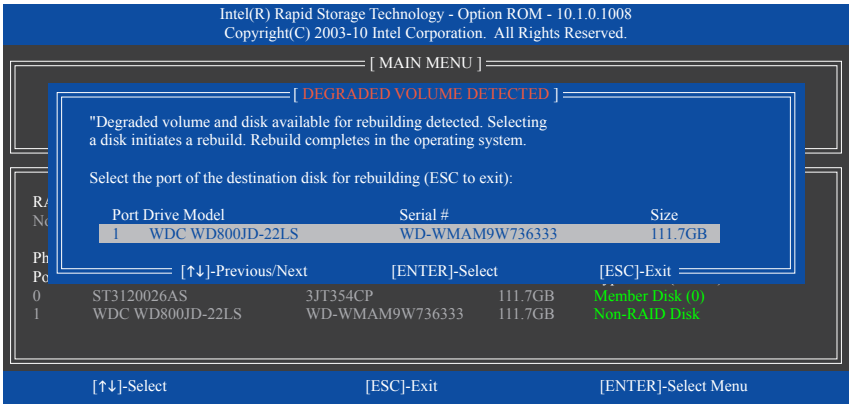 Intel(R) Rapid Storage Technology - Option ROM - 10.1.0.1008
Copyright(C) 2003-10 Intel Corporation. All Rights Reserved.
[ MAIN MENU ]
[ DEGRADED VOLUME DETECTED ]
"Degraded volume and disk available for rebuilding detected. Selecting
a disk initiates a rebuild. Rebuild completes in the operating system.
Select the port of the destination disk for rebuilding (ESC to exit):
Port Drive Model Serial # Size
1 WDC WD800JD-22LS WD-WMAM9W736333 111.7GB
[↑↓]-Previous/Next [ENTER]-Select [ESC]-Exit
0 ST3120026AS 3JT354CP 111.7GB Member Disk (0)
1 WDC WD800JD-22LS WD-WMAM9W736333 111.7GB Non-RAID Disk
[↑↓]-Select [ESC]-Exit [ENTER]-Select Menu